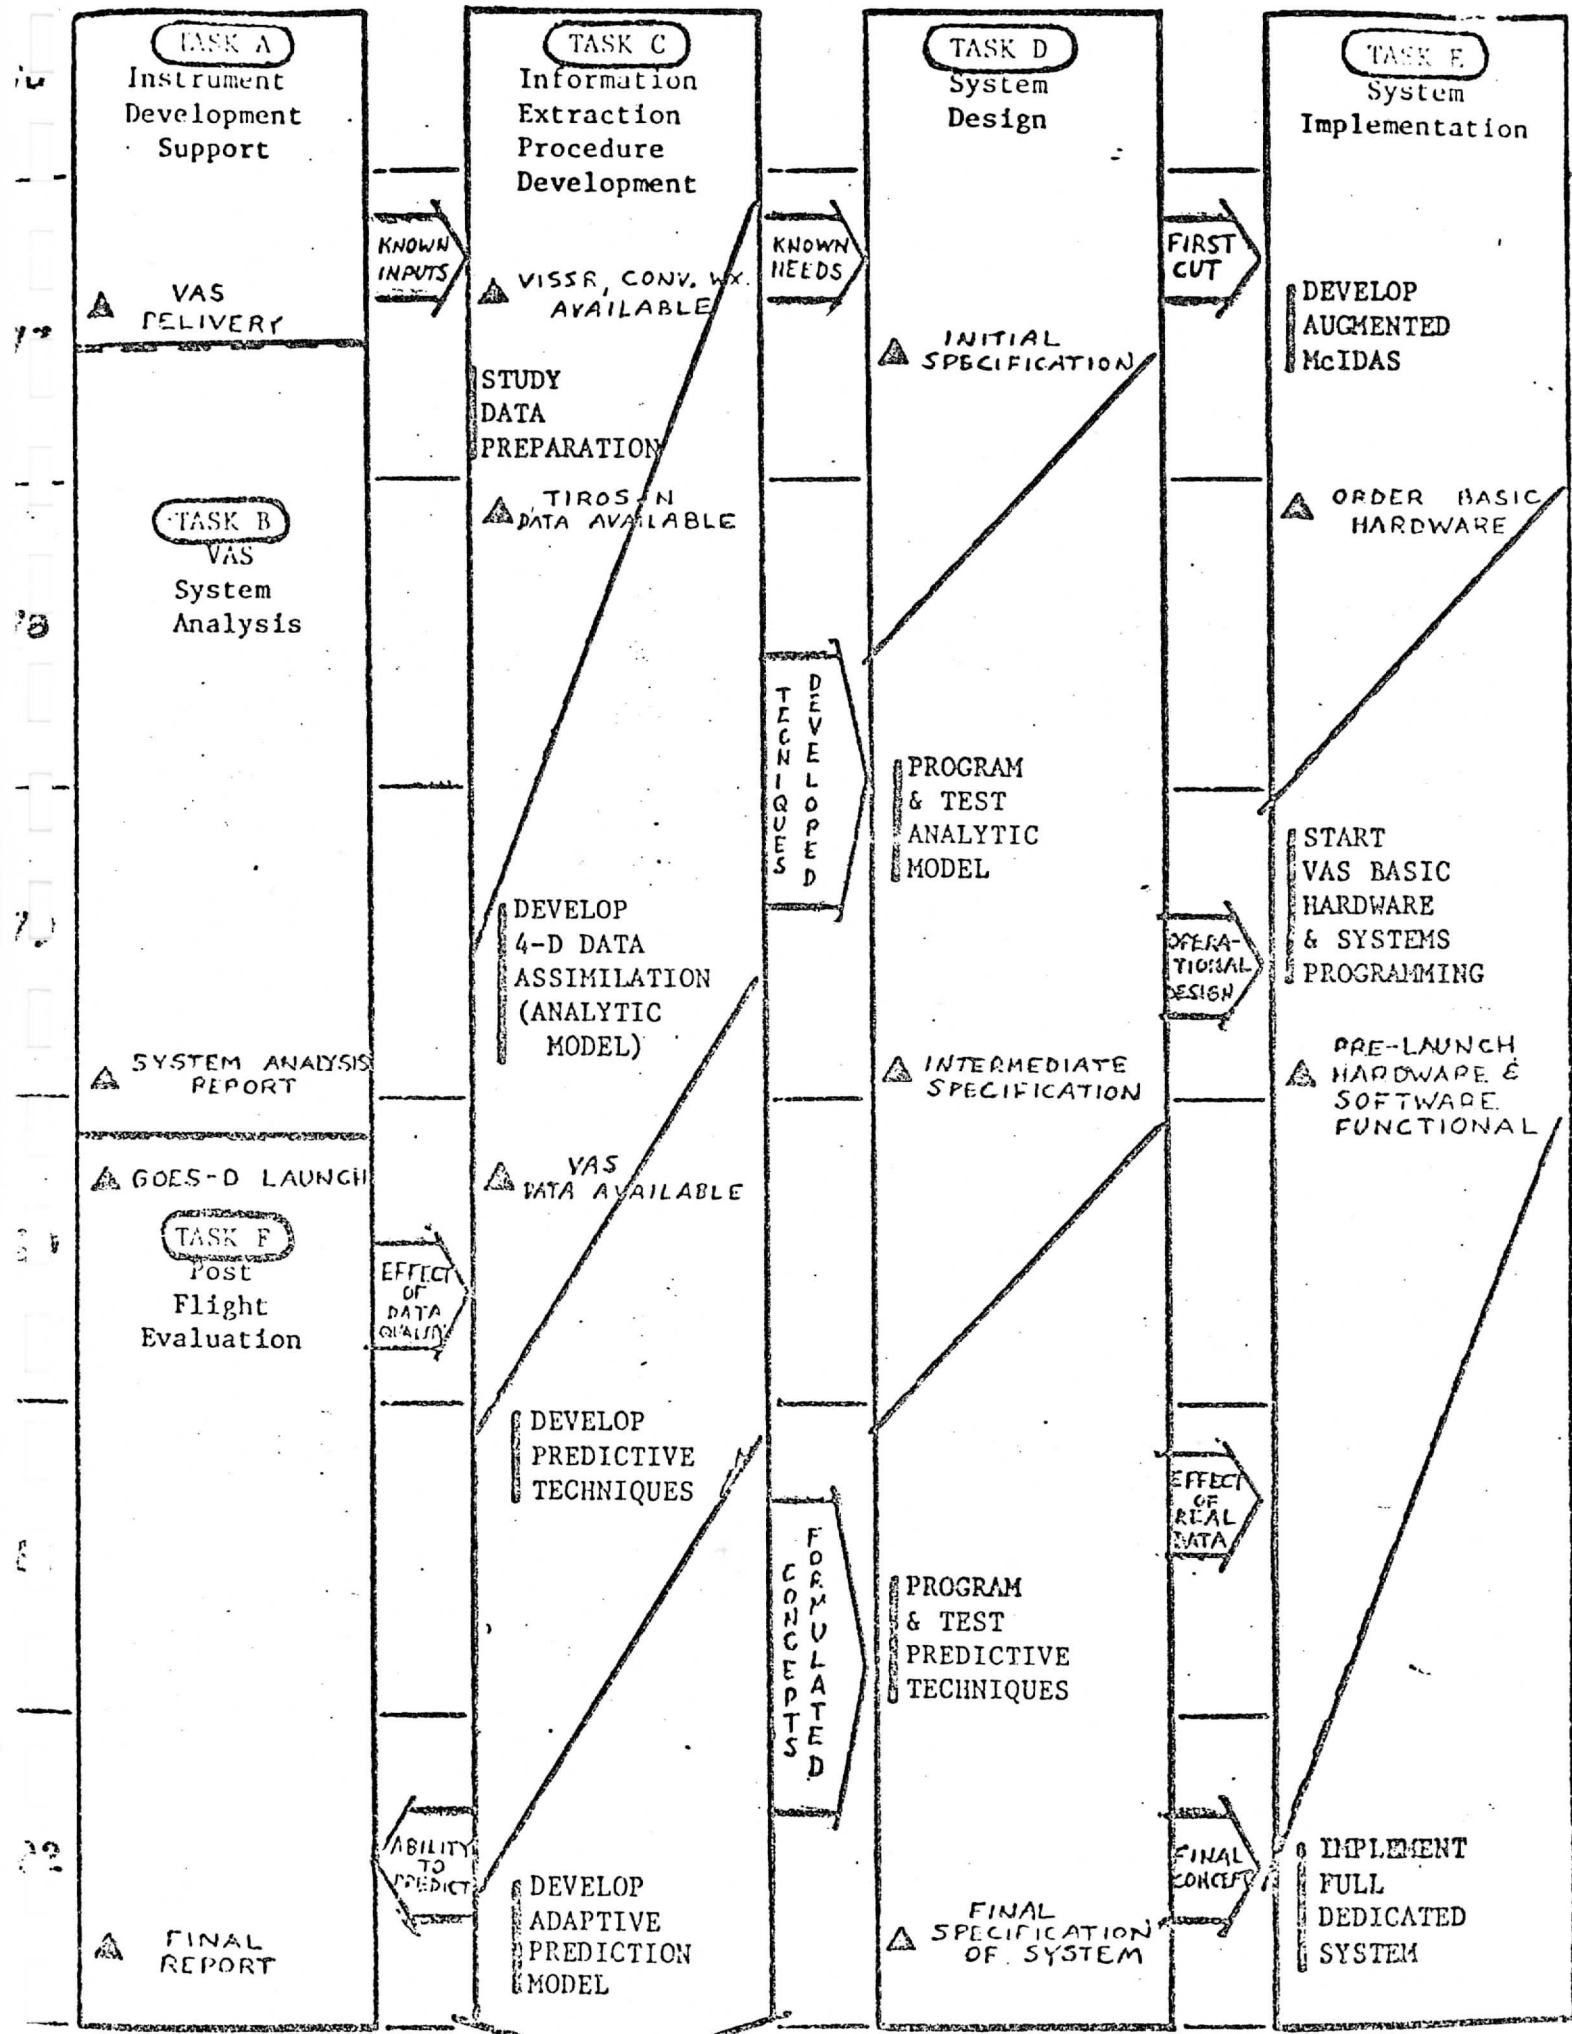 TASK A
Instrument
Development
Support
KNOWN
INPUTS
VAS
DELIVERY
TASK B
VAS
System
Analysis
78
SYSTEM ANALYSIS
REPORT
GOES-D LAUNCH
TASK F
Post
Flight
Evaluation
EFFECT
OF
DATA
QUALITY
ABILITY
TO
PREDICT
FINAL
REPORT
TASK C
Information
Extraction
Procedure
Development
VISSR, CONV. WX.
AVAILABLE
STUDY
DATA
PREPARATION
TIROS-N
DATA AVAILABLE
DEVELOP
4-D DATA
ASSIMILATION
(ANALYTIC
MODEL)
VAS
DATA AVAILABLE
DEVELOP
PREDICTIVE
TECHNIQUES
DEVELOP
ADAPTIVE
PREDICTION
MODEL
KNOWN
NEEDS
DEVELOPED
TECNIQUES
FORMULATED
CONCEPTS
TASK D
System
Design
INITIAL
SPECIFICATION
PROGRAM
& TEST
ANALYTIC
MODEL
INTERMEDIATE
SPECIFICATION
PROGRAM
& TEST
PREDICTIVE
TECHNIQUES
FINAL
SPECIFICATION
OF SYSTEM
FIRST
CUT
OPERA-
TIONAL
DESIGN
EFFECT
OF
REAL
DATA
FINAL
CONCEPT
TASK E
System
Implementation
DEVELOP
AUGMENTED
McIDAS
ORDER BASIC
HARDWARE
START
VAS BASIC
HARDWARE
& SYSTEMS
PROGRAMMING
PRE-LAUNCH
HARDWARE &
SOFTWARE
FUNCTIONAL
IMPLEMENT
FULL
DEDICATED
SYSTEM